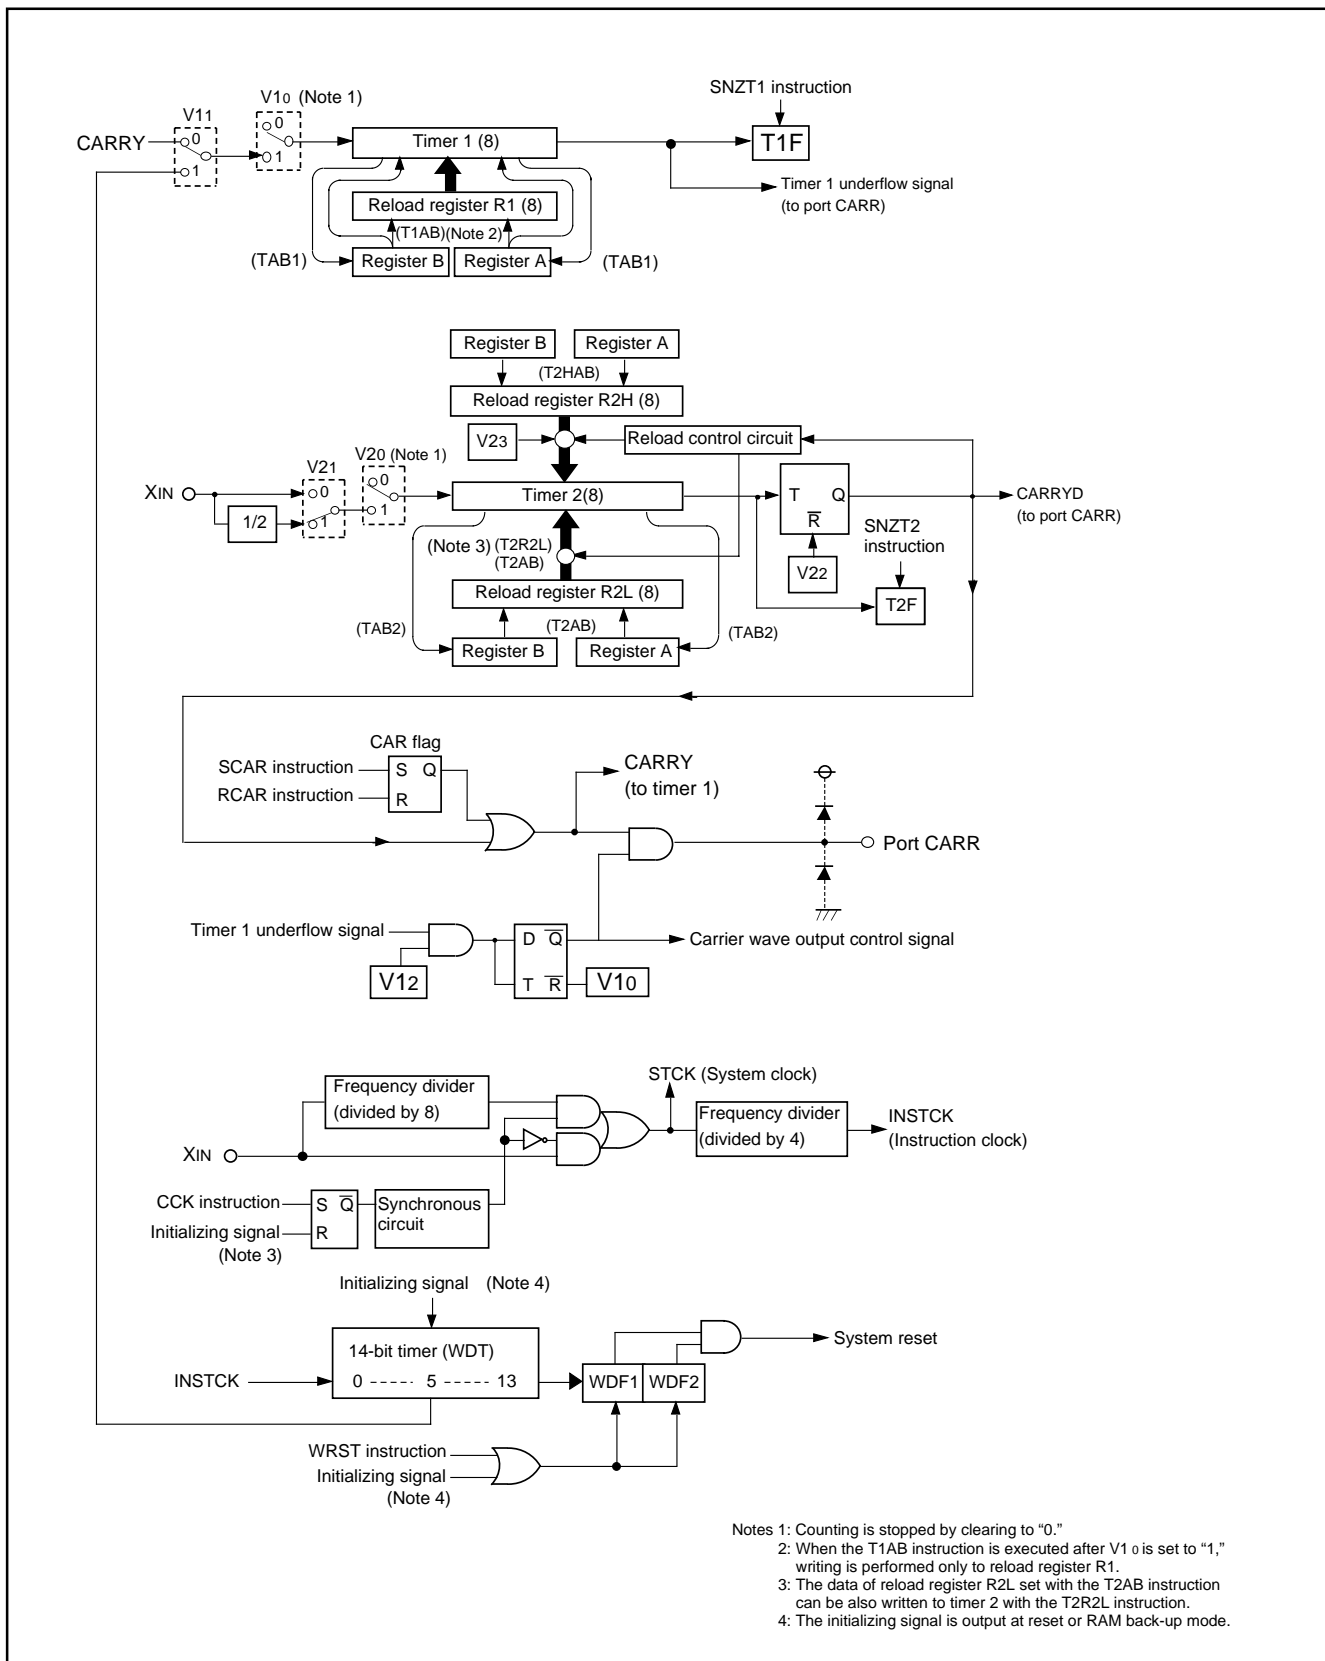 SNZT1 instruction
V11
V10 (Note 1)
0
CARRY
0
1
1
Timer 1 (8)
T1F
Timer 1 underflow signal
(to port CARR)
Reload register R1 (8)
(T1AB)(Note 2)
(TAB1)
Register B
Register A
(TAB1)
Register B
Register A
(T2HAB)
Reload register R2H (8)
V23
Reload control circuit
V21
V20 (Note 1)
XIN
0
0
1/2
1
1
Timer 2(8)
T Q
R̅
CARRYD
(to port CARR)
SNZT2
instruction
V22
T2F
(Note 3) (T2R2L)
(T2AB)
Reload register R2L (8)
(TAB2)
(T2AB)
(TAB2)
Register B
Register A
CAR flag
SCAR instruction
S Q
RCAR instruction
R
CARRY
(to timer 1)
Port CARR
Timer 1 underflow signal
D Q̅
Carrier wave output control signal
V12
T R̅
V10
STCK (System clock)
Frequency divider
(divided by 8)
Frequency divider
(divided by 4)
INSTCK
(Instruction clock)
XIN
CCK instruction
S Q̅
Synchronous
circuit
Initializing signal
R
(Note 3)
Initializing signal (Note 4)
14-bit timer (WDT)
System reset
INSTCK
0 ----- 5 ----- 13
WDF1
WDF2
WRST instruction
Initializing signal
(Note 4)
Notes 1: Counting is stopped by clearing to “0.”
2: When the T1AB instruction is executed after V1 0 is set to “1,”
writing is performed only to reload register R1.
3: The data of reload register R2L set with the T2AB instruction
can be also written to timer 2 with the T2R2L instruction.
4: The initializing signal is output at reset or RAM back-up mode.